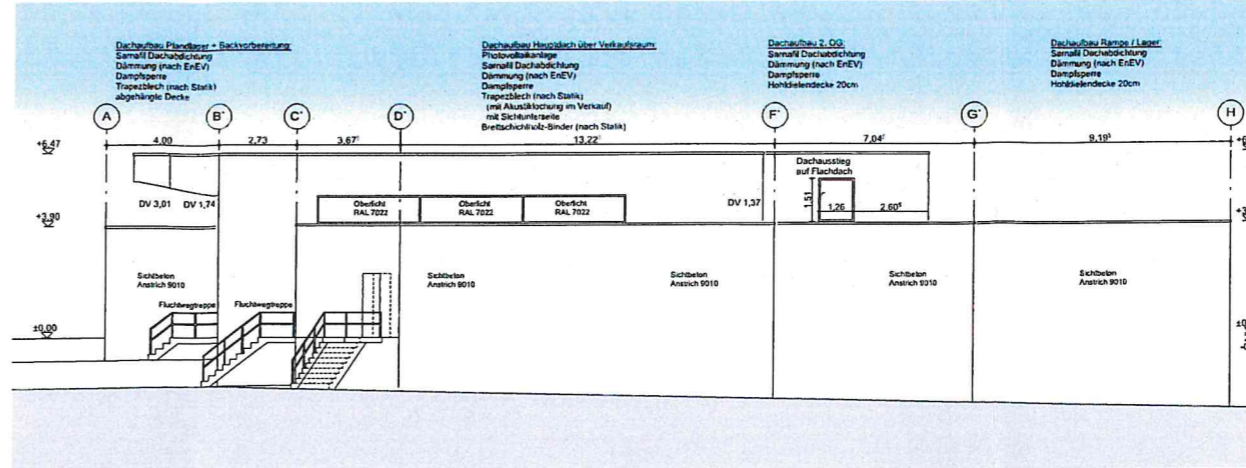 Dachaufbau Pfandlager + Backvorbereitung:
Sarnafil Dachabdichtung
Dämmung (nach EnEV)
Dampfsperre
Trapezblech (nach Statik)
abgehängte Decke
Dachaufbau Hauptdach über Verkaufsraum:
Photovoltaikanlage
Sarnafil Dachabdichtung
Dämmung (nach EnEV)
Dampfsperre
Trapezblech (nach Statik)
(mit Akustiklochung im Verkauf)
mit Sichtunterseite
Brettschichtholz-Binder (nach Statik)
Dachaufbau 2. OG:
Sarnafil Dachabdichtung
Dämmung (nach EnEV)
Dampfsperre
Hohldielendecke 20cm
Dachaufbau Rampe / Lager:
Sarnafil Dachabdichtung
Dämmung (nach EnEV)
Dampfsperre
Hohldielendecke 20cm
A B' C' D' F' G' H
+6.47 4,00 2,73 3,67 13,22 7,04 9,19⁵
Dachausstieg
auf Flachdach
DV 3,01 DV 1,74
Oberlicht
RAL 7022
Oberlicht
RAL 7022
Oberlicht
RAL 7022
DV 1,37
1,51
1,26
2,60⁵
+3.90
Sichtbeton
Anstrich 9010
Sichtbeton
Anstrich 9010
Sichtbeton
Anstrich 9010
Sichtbeton
Anstrich 9010
Sichtbeton
Anstrich 9010
Fluchtwegtreppe
Fluchtwegtreppe
±0.00